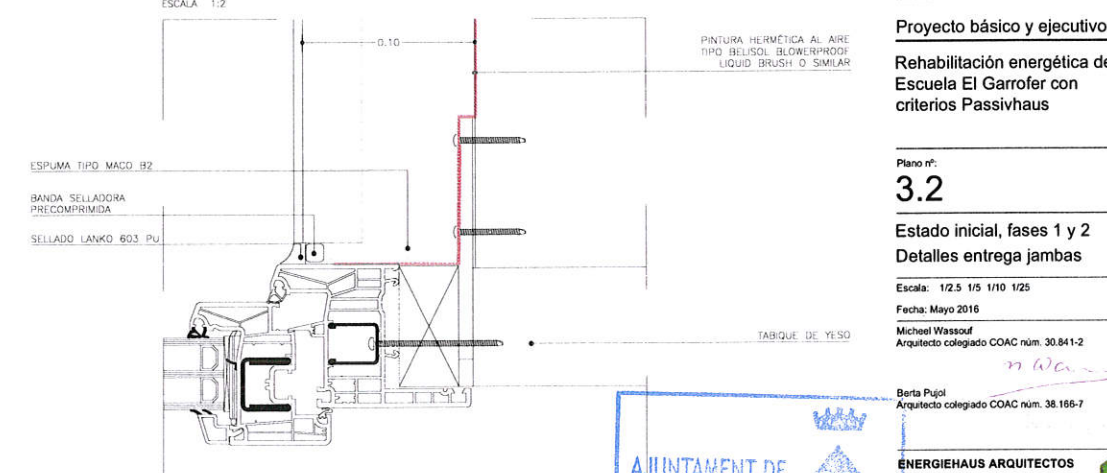 ESCALA 1:2
0.10
PINTURA HERMÉTICA AL AIRE
TIPO BELISOL BLOWERPROOF
LIQUID BRUSH O SIMILAR
ESPUMA TIPO MACO B2
BANDA SELLADORA
PRECOMPRIMIDA
SELLADO LANKO 603 PU
TABIQUE DE YESO
AJUNTAMENT DE
Proyecto básico y ejecutivo
Rehabilitación energética de
Escuela El Garrofer con
criterios Passivhaus
Plano nº:
3.2
Estado inicial, fases 1 y 2
Detalles entrega jambas
Escala: 1/2.5 1/5 1/10 1/25
Fecha: Mayo 2016
Micheel Wassouf
Arquitecto colegiado COAC núm. 30.841-2
Berta Pujol
Arquitecto colegiado COAC núm. 38.166-7
ENERGIEHAUS ARQUITECTOS